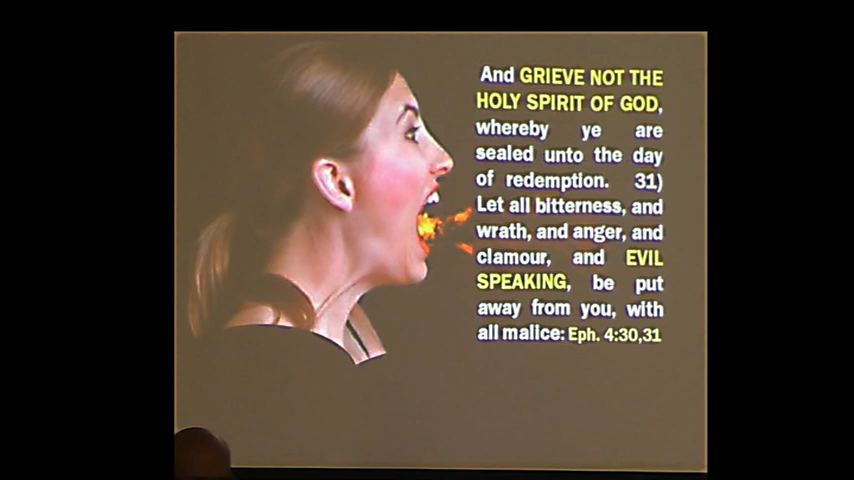 And GRIEVE NOT THE
HOLY SPIRIT OF GOD,
whereby ye are
sealed unto the day
of redemption. 31)
Let all bitterness, and
wrath, and anger, and
clamour, and EVIL
SPEAKING, be put
away from you, with
all malice: Eph. 4:30,31